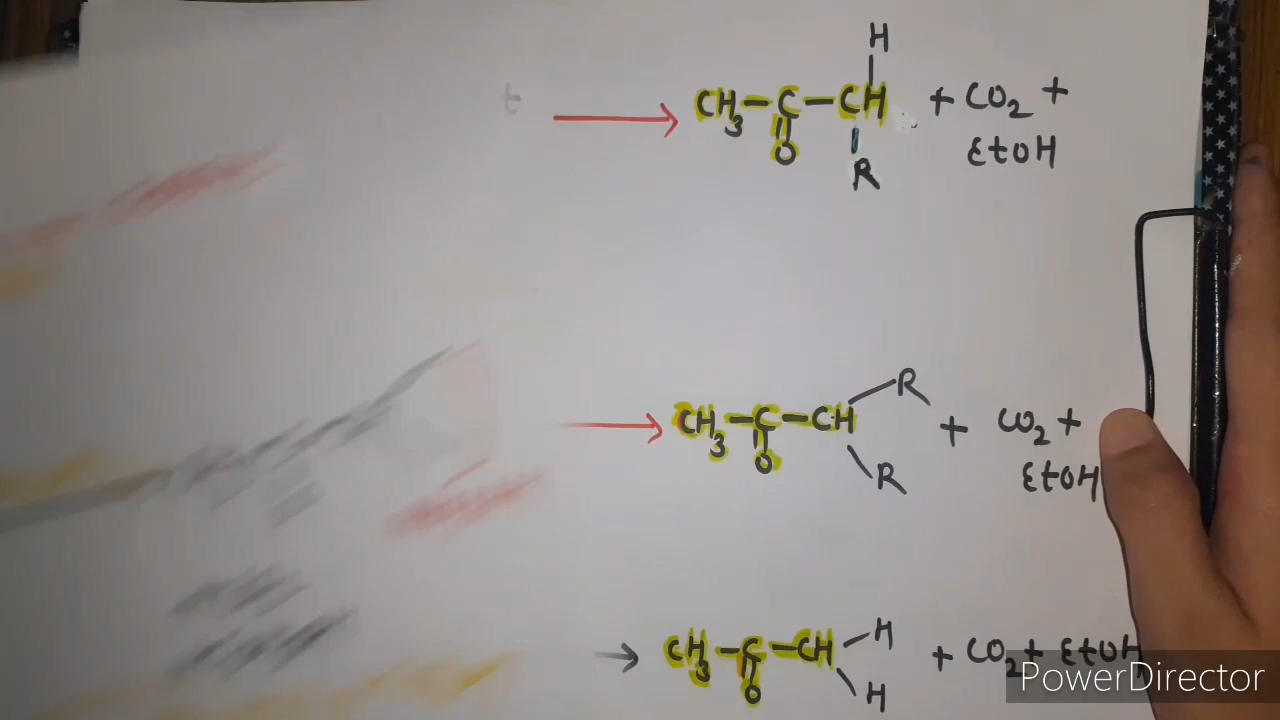 H
CH3–C–CH + CO2 +
O EtOH
R
R
CH3–C–CH + CO2 +
O EtOH
R
H
CH3–C–CH + CO2 + EtOH
O
H
PowerDirector